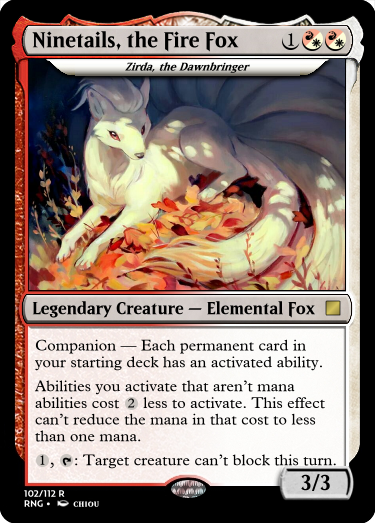 Ninetails, the Fire Fox 1
Zirda, the Dawnbringer
Legendary Creature — Elemental Fox
Companion — Each permanent card in
your starting deck has an activated ability.
Abilities you activate that aren't mana
abilities cost 2 less to activate. This effect
can't reduce the mana in that cost to less
than one mana.
1, : Target creature can't block this turn.
3/3
102/112 R
RNG • CHIOU